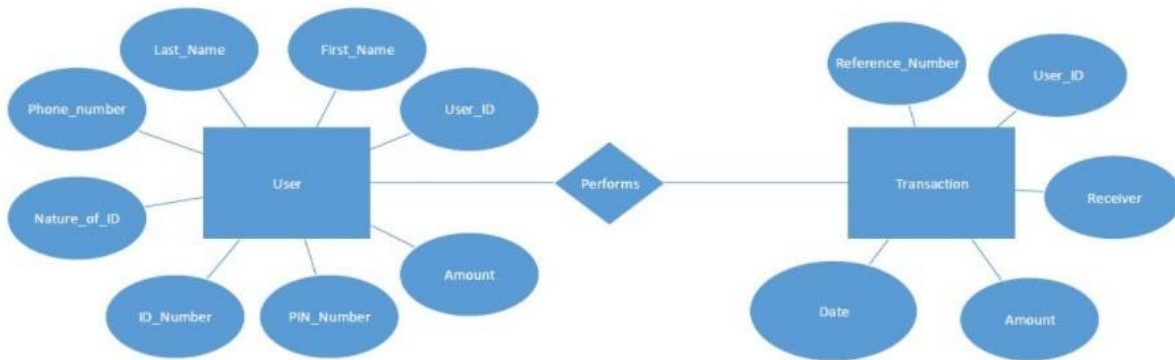 Last_Name
First_Name
Reference_Number
User_ID
Phone_number
User_ID
User
Performs
Transaction
Receiver
Nature_of_ID
Amount
ID_Number
PIN_Number
Date
Amount